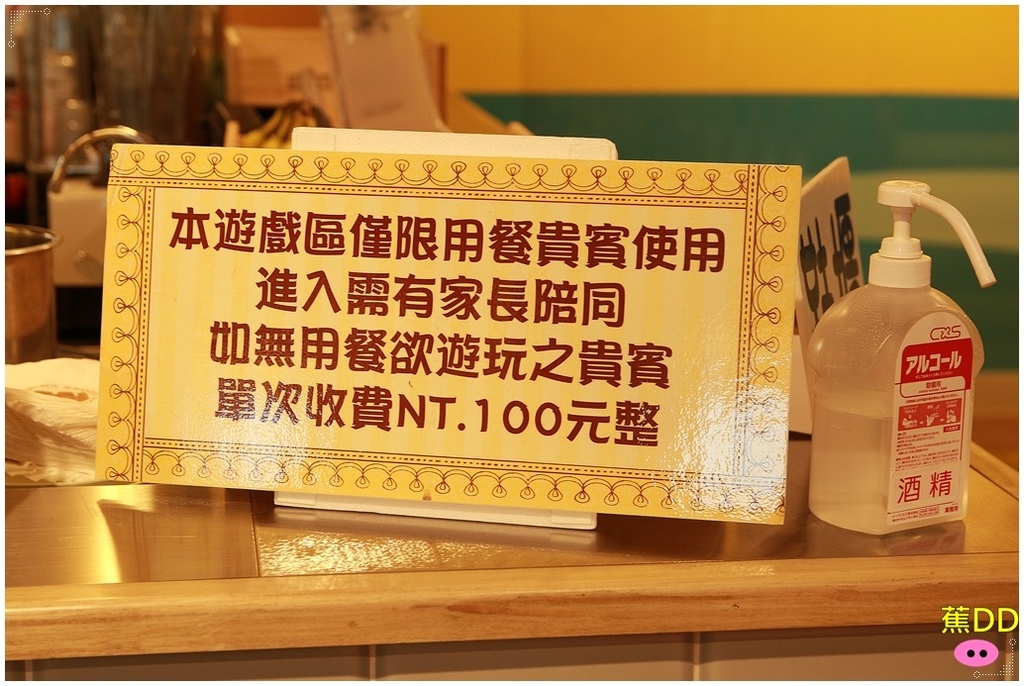 本遊戲區僅限用餐貴賓使用
進入需有家長陪同
如無用餐欲遊玩之貴賓
單次收費NT.100元整
CXS
アルコール
酒精
蕉DD